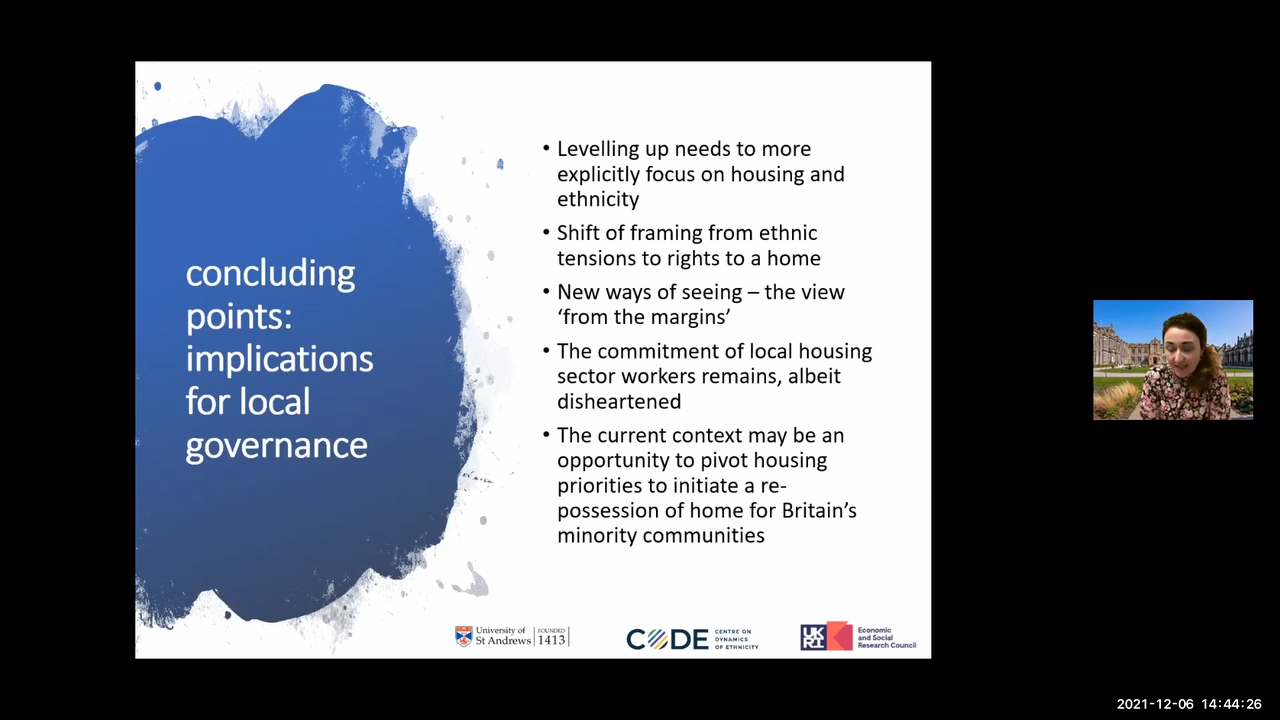 concluding
points:
implications
for local
governance
• Levelling up needs to more
explicitly focus on housing and
ethnicity
• Shift of framing from ethnic
tensions to rights to a home
• New ways of seeing – the view
‘from the margins’
• The commitment of local housing
sector workers remains, albeit
disheartened
• The current context may be an
opportunity to pivot housing
priorities to initiate a re-
possession of home for Britain’s
minority communities
University of
St Andrews
FOUNDED
1413
CODE
CENTRE ON
DYNAMICS
OF ETHNICITY
UK
RI
Economic
and Social
Research Council
2021-12-06 14:44:26